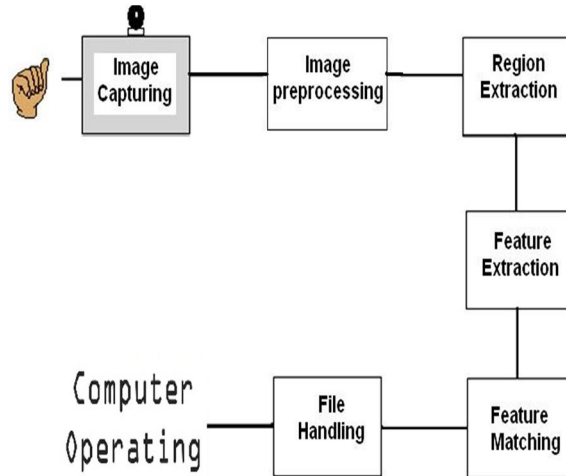 Image
Capturing
Image
preprocessing
Region
Extraction
Feature
Extraction
Feature
Matching
File
Handling
Computer
Operating